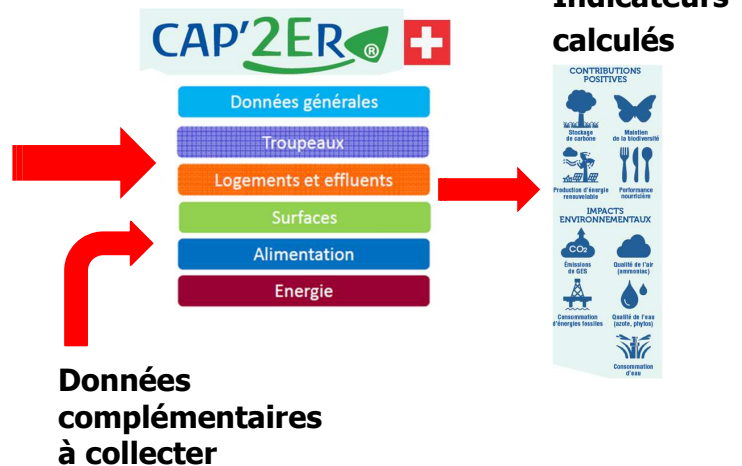 CAP'2ER®
Données générales
Troupeaux
Logements et effluents
Surfaces
Alimentation
Energie
Données
complémentaires
à collecter
Indicateurs
calculés
CONTRIBUTIONS
POSITIVES
Stockage
de carbone
Maintien
de la biodiversité
Production d'énergie
renouvelable
Performance
nourricière
IMPACTS
ENVIRONNEMENTAUX
CO2
Émissions
de GES
Qualité de l'air
(ammoniac)
Consommation
d'énergies fossiles
Qualité de l'eau
(azote, phytos)
Consommation
d'eau